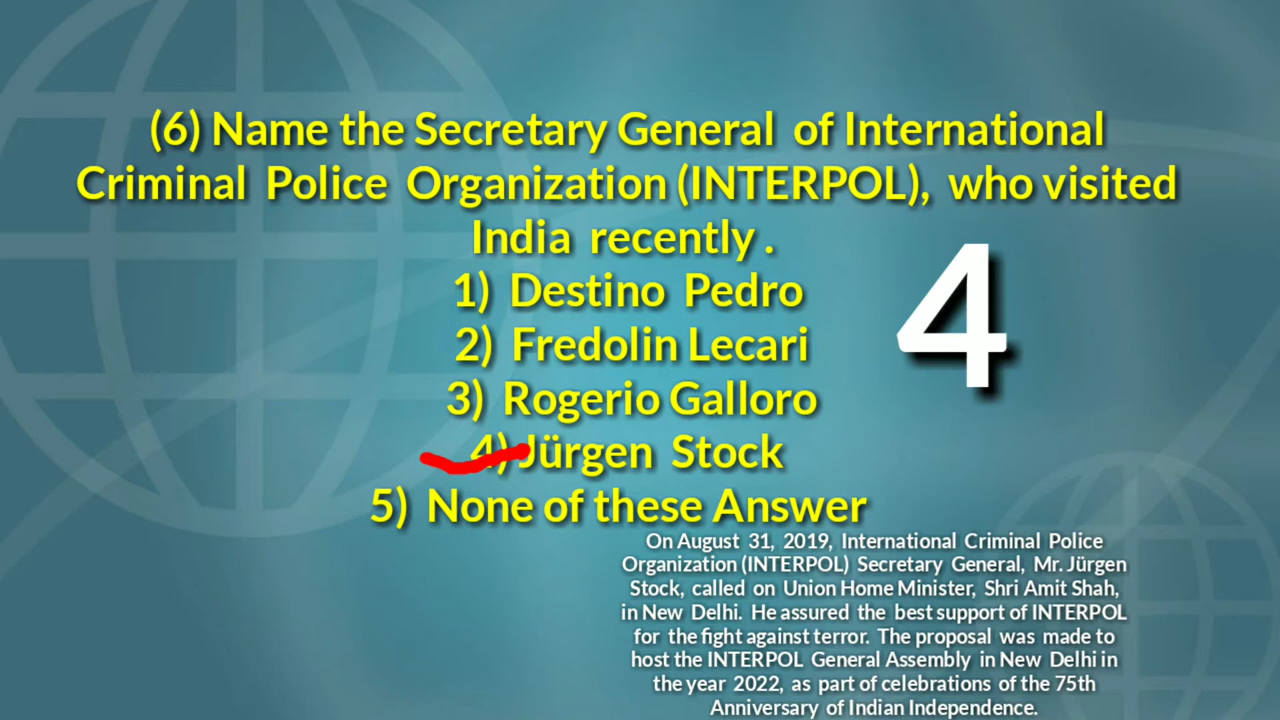 (6) Name the Secretary General of International
Criminal Police Organization (INTERPOL), who visited
India recently .
1) Destino Pedro
2) Fredolin Lecari
3) Rogerio Galloro
4) Jürgen Stock
5) None of these Answer
4
On August 31, 2019, International Criminal Police
Organization (INTERPOL) Secretary General, Mr. Jürgen
Stock, called on Union Home Minister, Shri Amit Shah,
in New Delhi. He assured the best support of INTERPOL
for the fight against terror. The proposal was made to
host the INTERPOL General Assembly in New Delhi in
the year 2022, as part of celebrations of the 75th
Anniversary of Indian Independence.